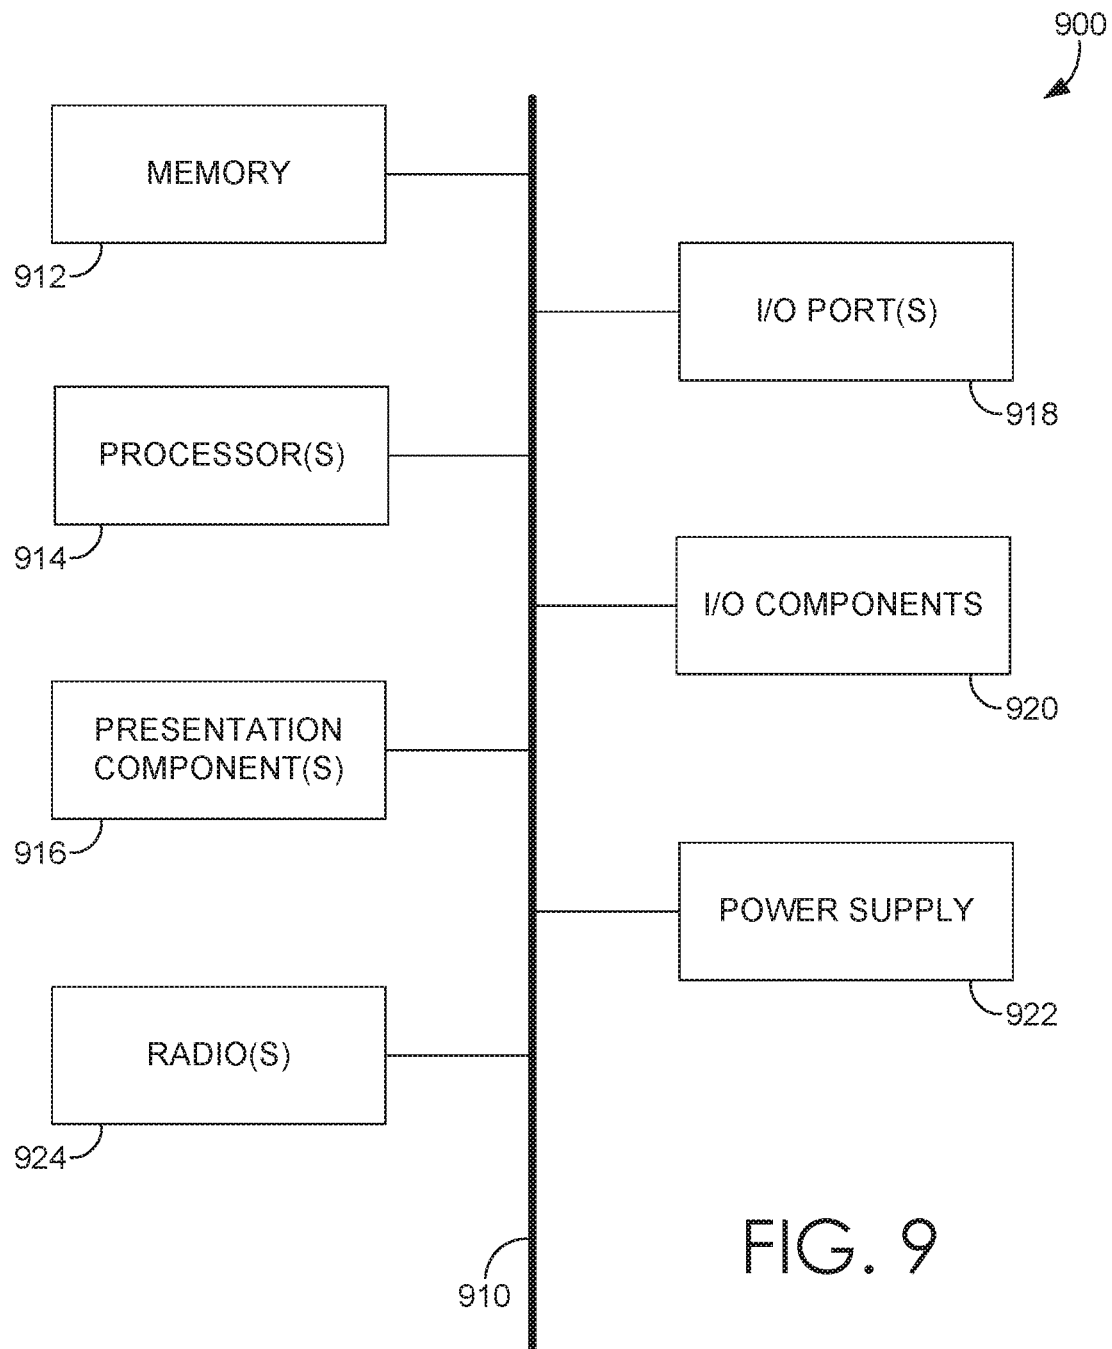 900
MEMORY
912
I/O PORT(S)
918
PROCESSOR(S)
914
I/O COMPONENTS
920
PRESENTATION
COMPONENT(S)
916
POWER SUPPLY
922
RADIO(S)
924
910
FIG. 9